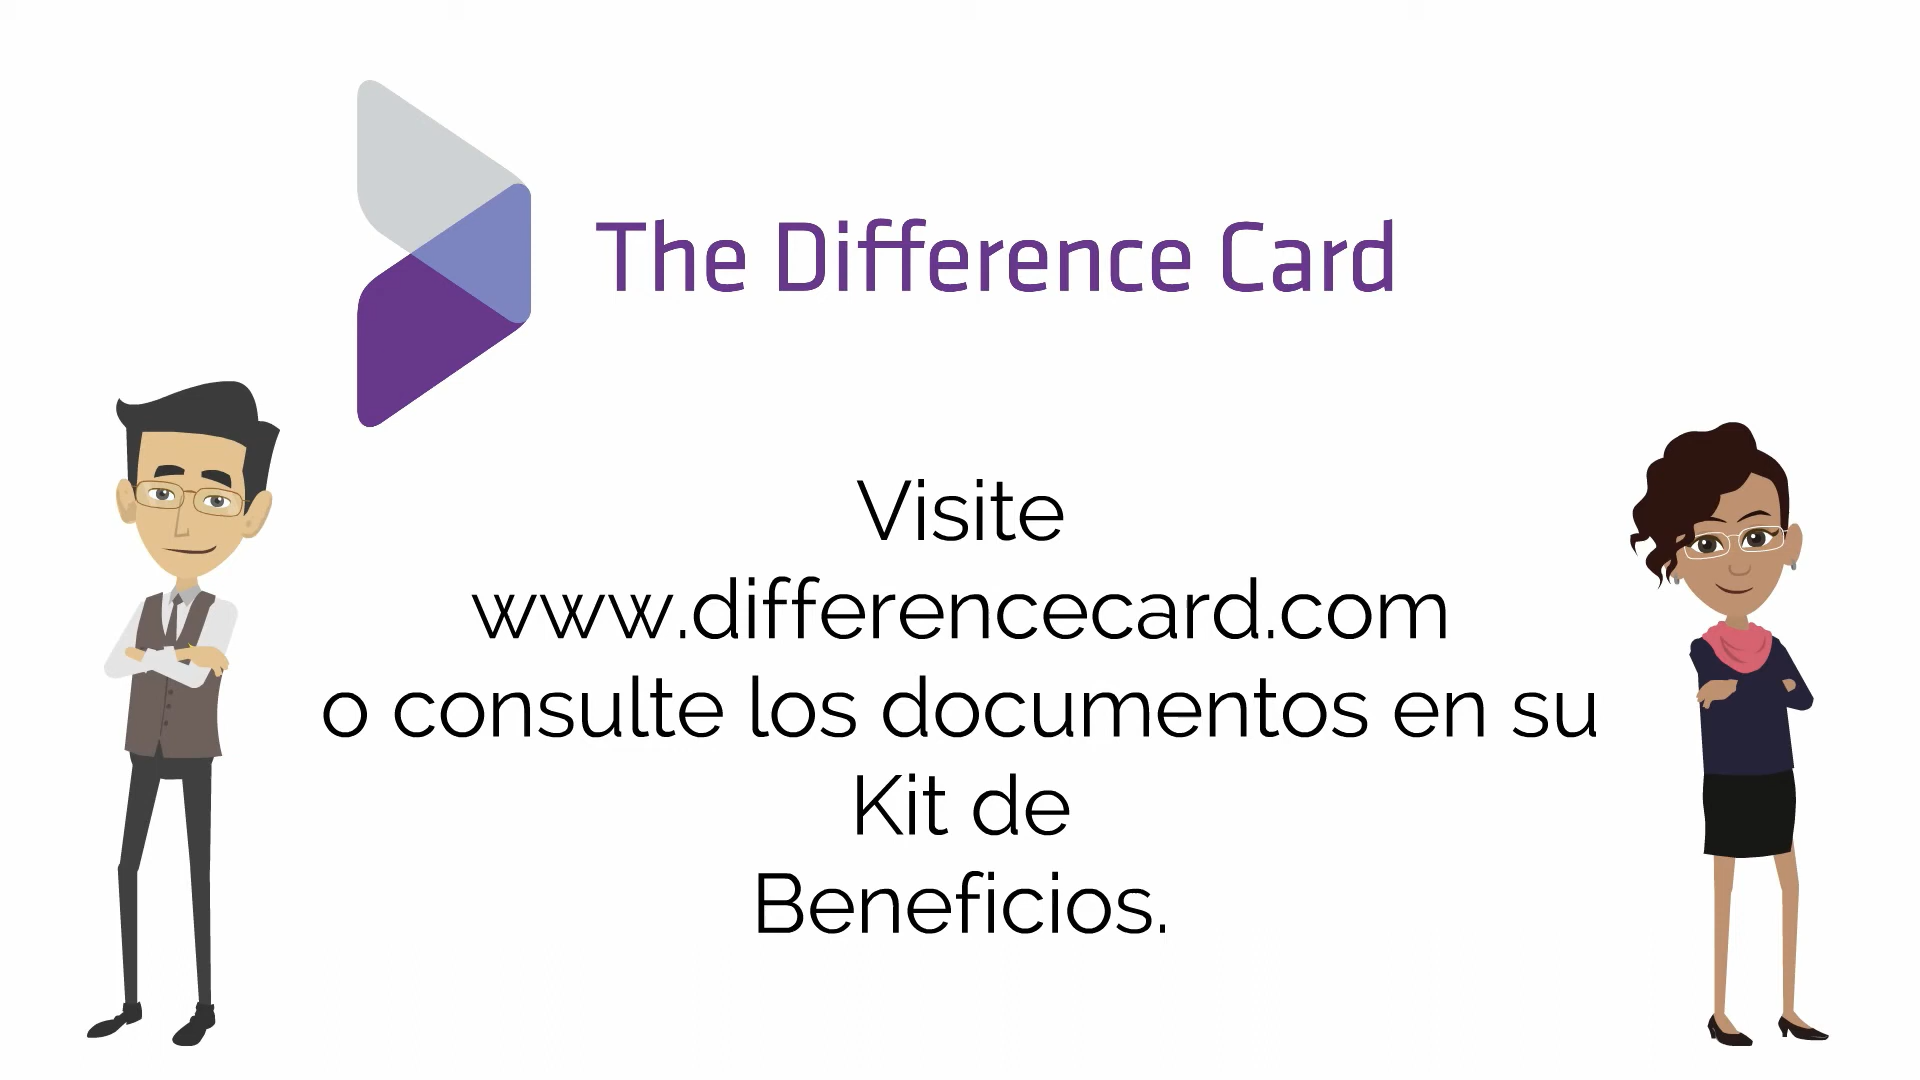 The Difference Card
Visite
www.differencecard.com
o consulte los documentos en su
Kit de
Beneficios.